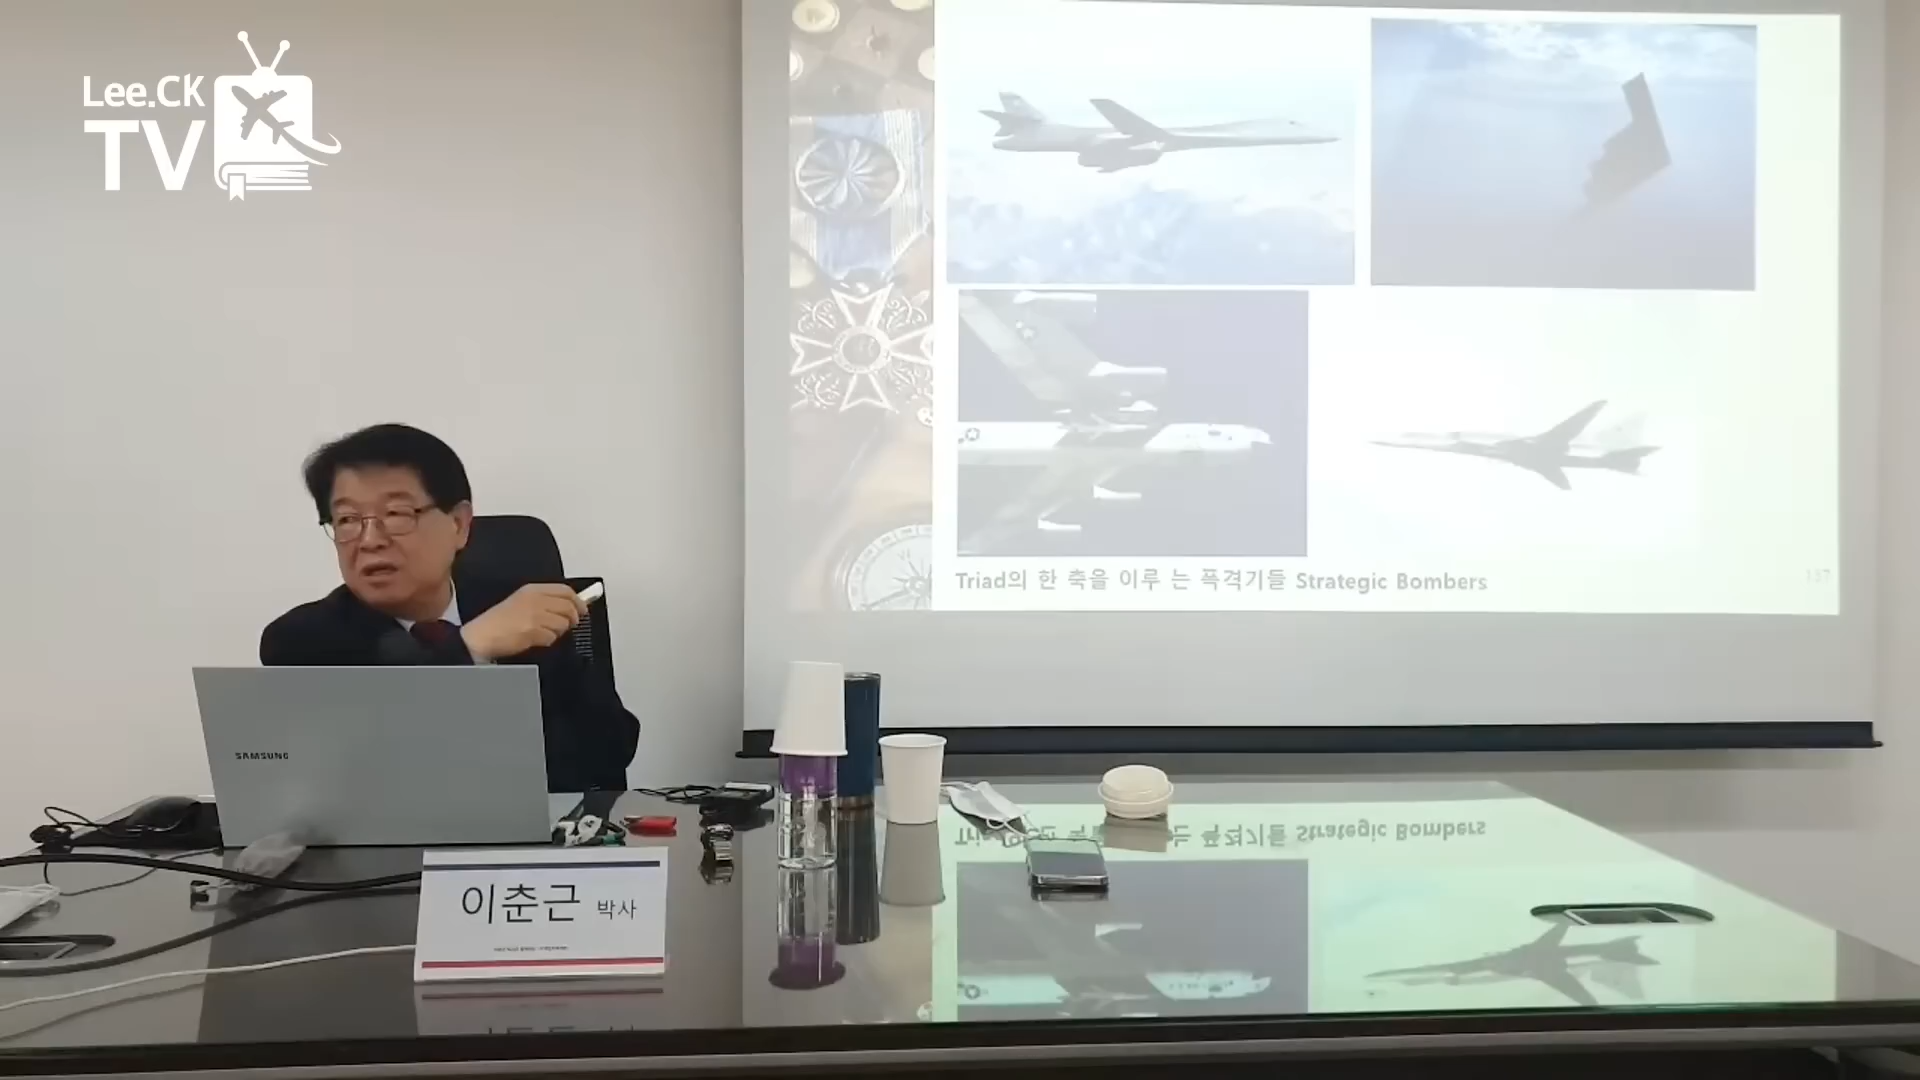 Lee.CK
TV
Triad의 한 축을 이루 는 폭격기들 Strategic Bombers
137
SAMSUNG
이춘근 박사